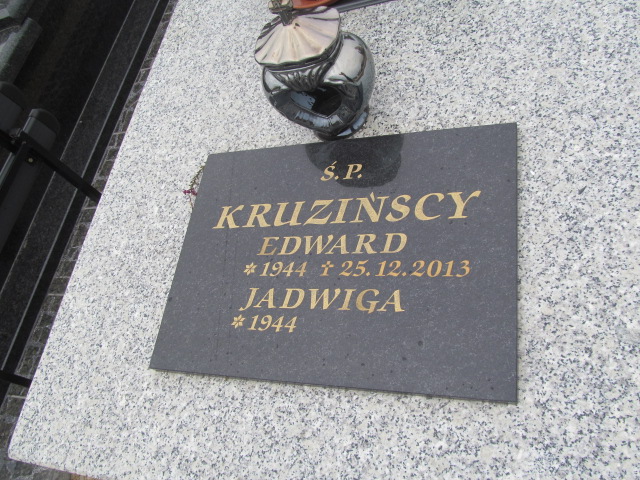 Ś. P.
KRUZIŃSCY
EDWARD
*1944 ✝ 25.12.2013
JADWIGA
*1944